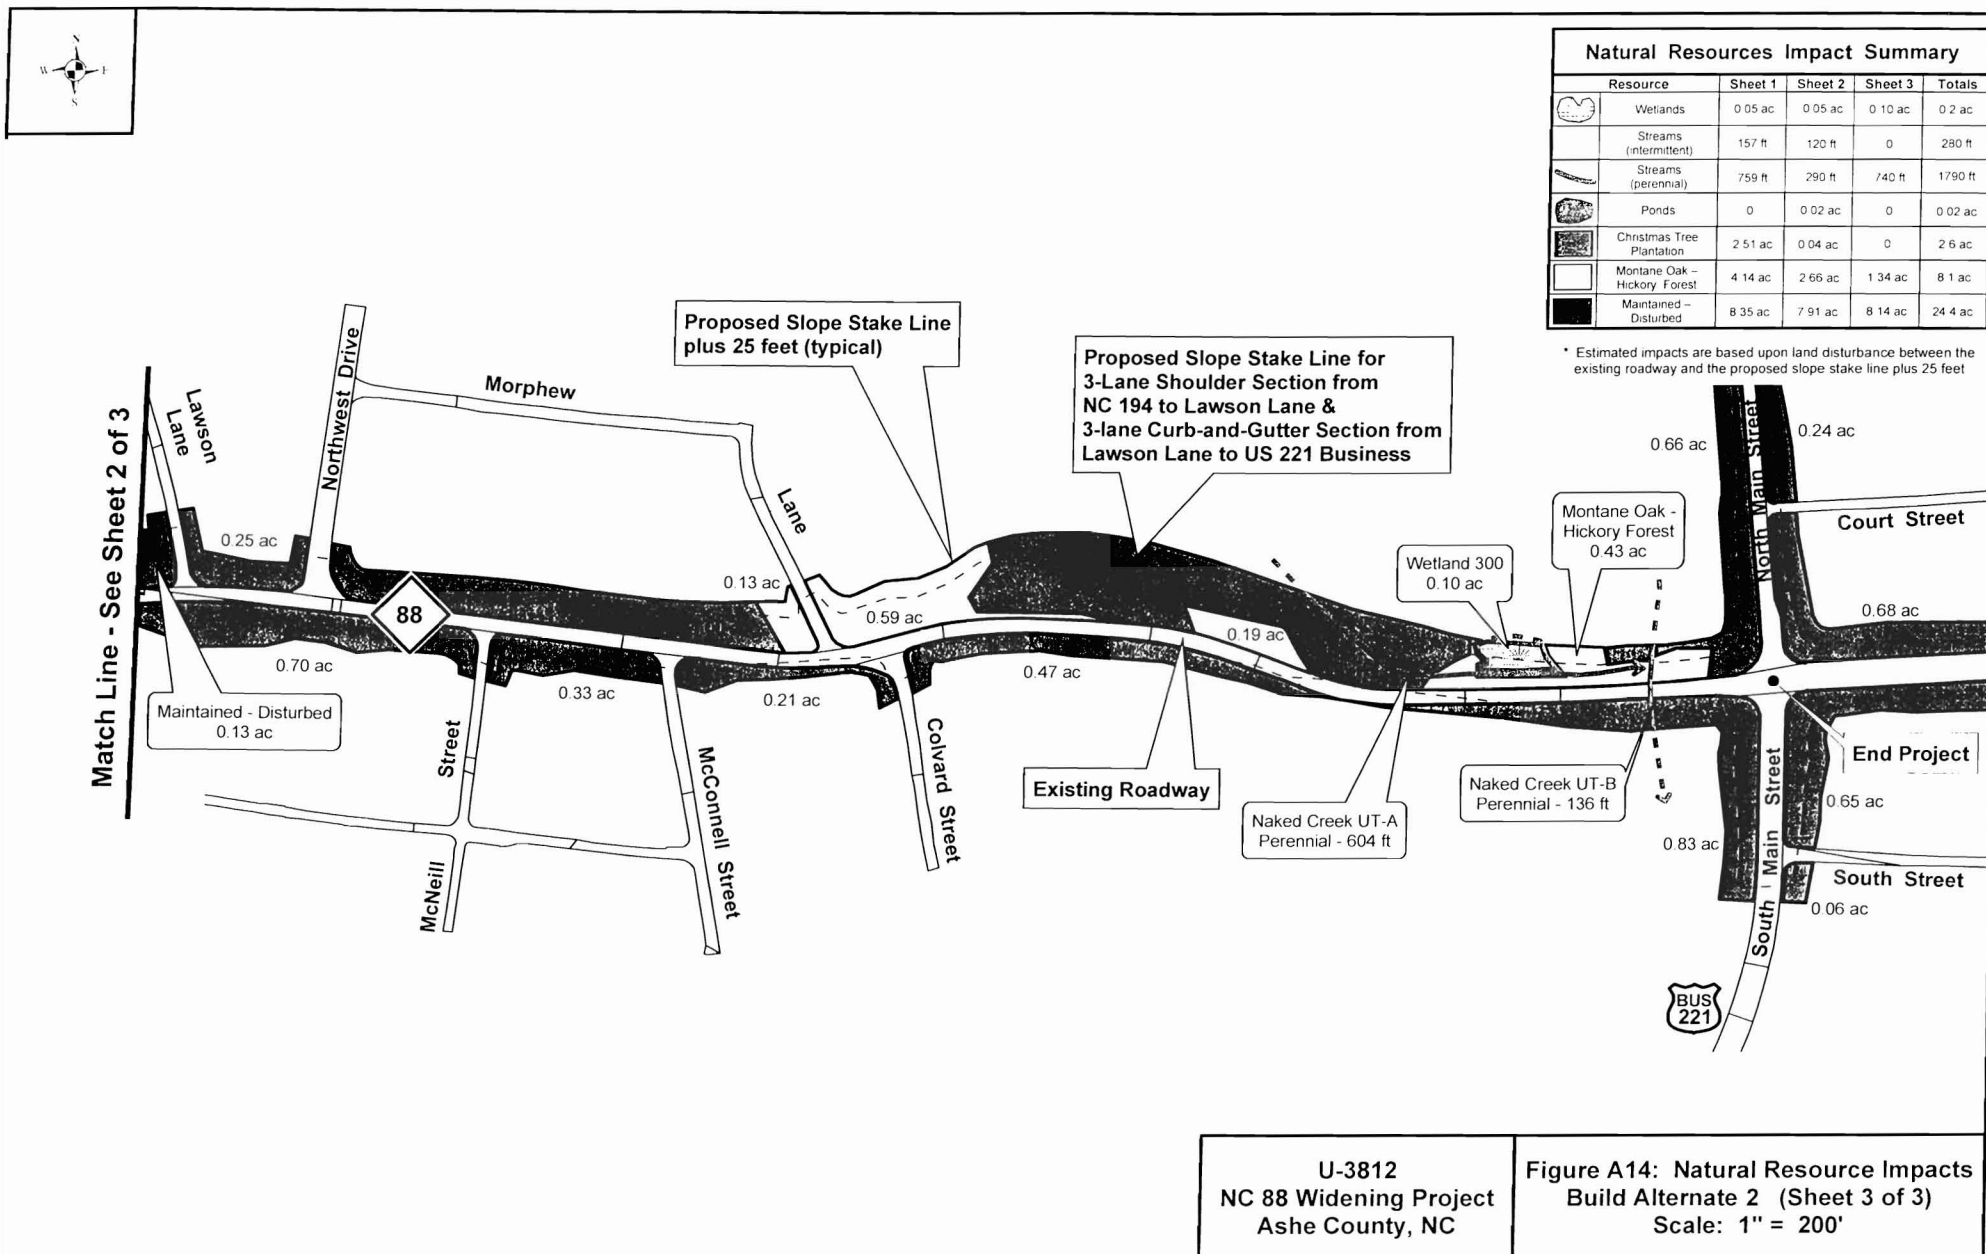 N
W
E
S
Natural Resources Impact Summary
Resource Sheet 1 Sheet 2 Sheet 3 Totals
Wetlands 0 05 ac 0 05 ac 0 10 ac 0 2 ac
Streams (intermittent) 157 ft 120 ft 0 280 ft
Streams (perennial) 759 ft 290 ft 740 ft 1790 ft
Ponds 0 0 02 ac 0 0 02 ac
Christmas Tree Plantation 2 51 ac 0 04 ac 0 2 6 ac
Montane Oak – Hickory Forest 4 14 ac 2 66 ac 1 34 ac 8 1 ac
Maintained – Disturbed 8 35 ac 7 91 ac 8 14 ac 24 4 ac
* Estimated impacts are based upon land disturbance between the
existing roadway and the proposed slope stake line plus 25 feet
Proposed Slope Stake Line
plus 25 feet (typical)
Proposed Slope Stake Line for
3-Lane Shoulder Section from
NC 194 to Lawson Lane &
3-lane Curb-and-Gutter Section from
Lawson Lane to US 221 Business
Match Line - See Sheet 2 of 3
Lawson
Lane
Northwest Drive
Morphew
Lane
0.25 ac
88
0.13 ac
0.59 ac
0.19 ac
0.70 ac
0.33 ac
0.21 ac
0.47 ac
Maintained - Disturbed
0.13 ac
Street
McNeill
McConnell Street
Colvard Street
Existing Roadway
Wetland 300
0.10 ac
Montane Oak -
Hickory Forest
0.43 ac
0.66 ac
0.24 ac
North Main Street
Court Street
0.68 ac
Naked Creek UT-A
Perennial - 604 ft
Naked Creek UT-B
Perennial - 136 ft
End Project
0.65 ac
0.83 ac
South Main Street
South Street
0.06 ac
BUS
221
U-3812
NC 88 Widening Project
Ashe County, NC
Figure A14: Natural Resource Impacts
Build Alternate 2 (Sheet 3 of 3)
Scale: 1" = 200'